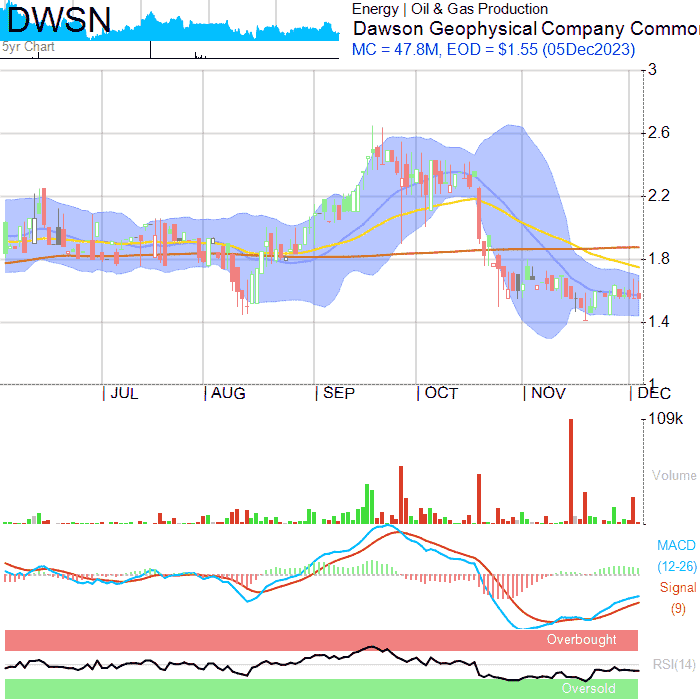 DWSN
5yr Chart
Energy | Oil & Gas Production
Dawson Geophysical Company Commo
MC = 47.8M, EOD = $1.55 (05Dec2023)
3
2.6
2.2
1.8
1.4
1
JUL AUG SEP OCT NOV DEC
109k
Volume
MACD
(12-26)
Signal
(9)
Overbought
RSI(14)
Oversold